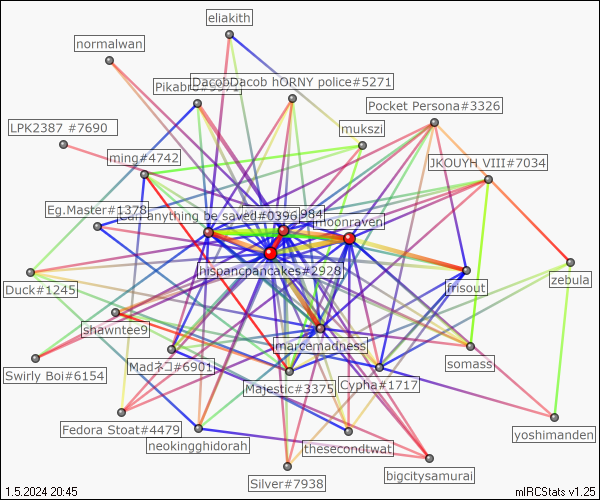 eliakith
normalwan
DacobDacob hORNY police#5271
Pocket Persona#3326
LPK2387 #7690
mukszi
ming#4742
JKOUYH VIII#7034
Eg.Master#1378
anything be saved#0396
984
moonraven
hispancpancakes#2928
Duck#1245
frisout
zebula
shawntee9
marcemadness
somass
Swirly Boi#6154
Madネコ#6901
Majestic#3375
Cypha#1717
Fedora Stoat#4479
neokingghidorah
thesecondtwat
yoshimanden
Silver#7938
bigcitysamurai
1.5.2024 20:45
mIRCStats v1.25